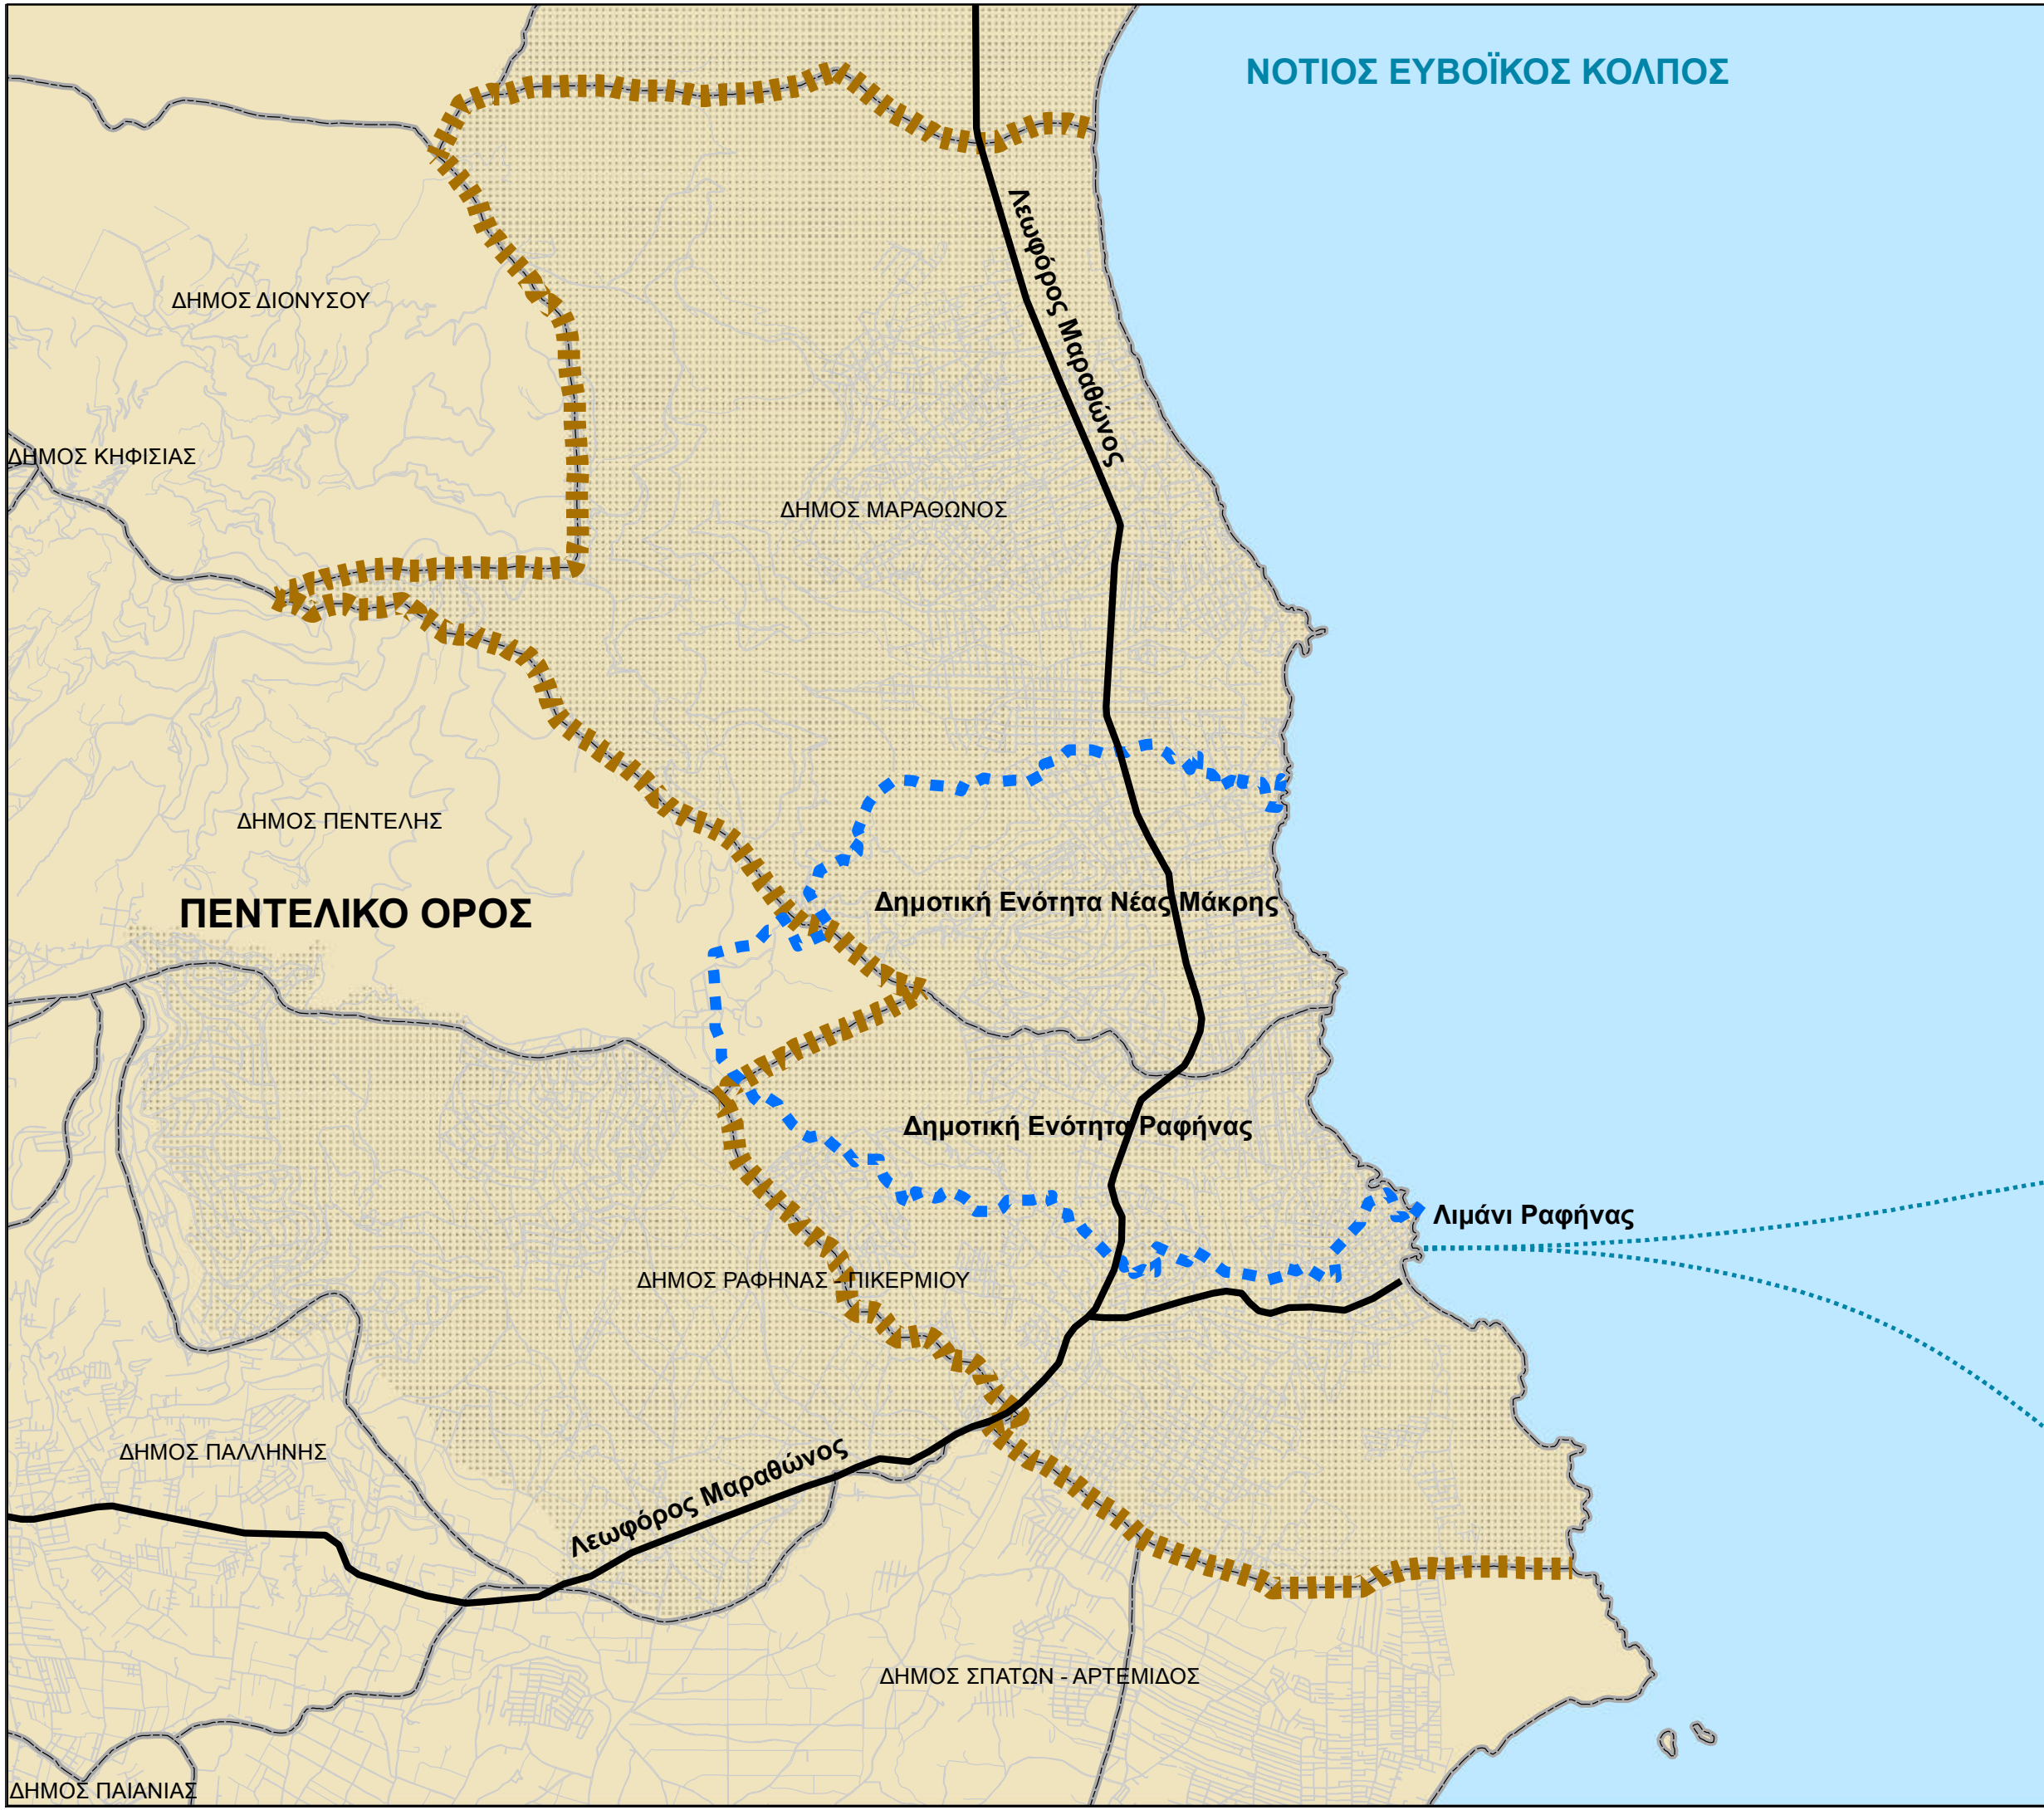 ΝΟΤΙΟΣ ΕΥΒΟΪΚΟΣ ΚΟΛΠΟΣ
Λεωφόρος Μαραθώνος
ΔΗΜΟΣ ΔΙΟΝΥΣΟΥ
ΔΗΜΟΣ ΚΗΦΙΣΙΑΣ
ΔΗΜΟΣ ΜΑΡΑΘΩΝΟΣ
ΔΗΜΟΣ ΠΕΝΤΕΛΗΣ
ΠΕΝΤΕΛΙΚΟ ΟΡΟΣ
Δημοτική Ενότητα Νέας Μάκρης
Δημοτική Ενότητα Ραφήνας
Λιμάνι Ραφήνας
ΔΗΜΟΣ ΡΑΦΗΝΑΣ - ΠΙΚΕΡΜΙΟΥ
ΔΗΜΟΣ ΠΑΛΛΗΝΗΣ
Λεωφόρος Μαραθώνος
ΔΗΜΟΣ ΣΠΑΤΩΝ - ΑΡΤΕΜΙΔΟΣ
ΔΗΜΟΣ ΠΑΙΑΝΙΑΣ